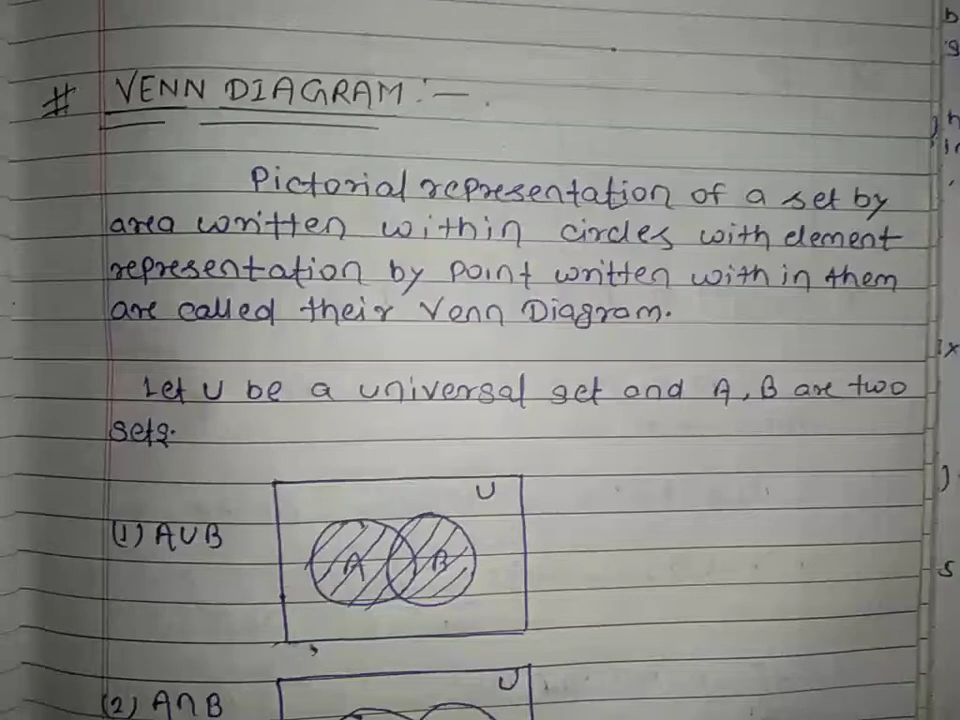 # VENN DIAGRAM :-
Pictorial representation of a set by
area written within circles with element
representation by point written with in them
are called their Venn Diagram.
Let U be a universal set and A, B are two
sets.
U
(1) A∪B
A B
U
(2) A∩B